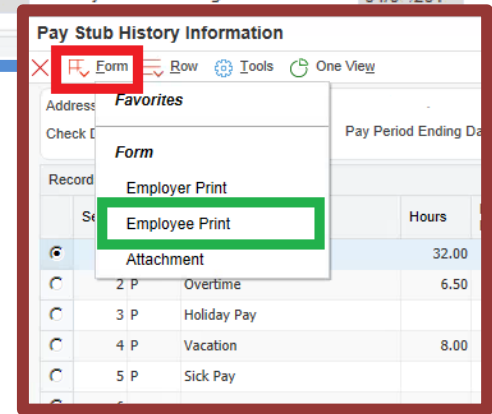 Pay Stub History Information
Form Row Tools One View
Address
Favorites
Check D
Pay Period Ending Da
Form
Record
Employer Print
Se
Employee Print
Hours
Attachment
32.00
2 P Overtime 6.50
3 P Holiday Pay
4 P Vacation 8.00
5 P Sick Pay